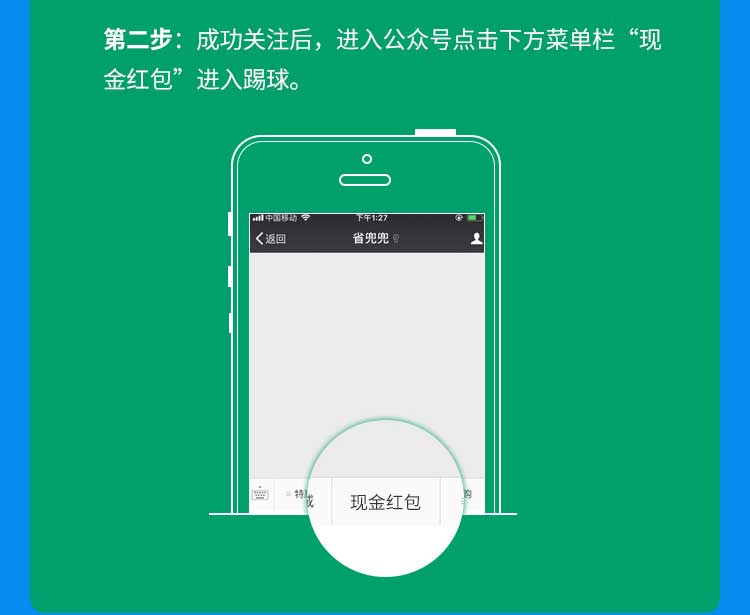 第二步：成功关注后，进入公众号点击下方菜单栏“现
金红包”进入踢球。
中国移动 下午1:27
返回 省兜兜
特 现金红包 购